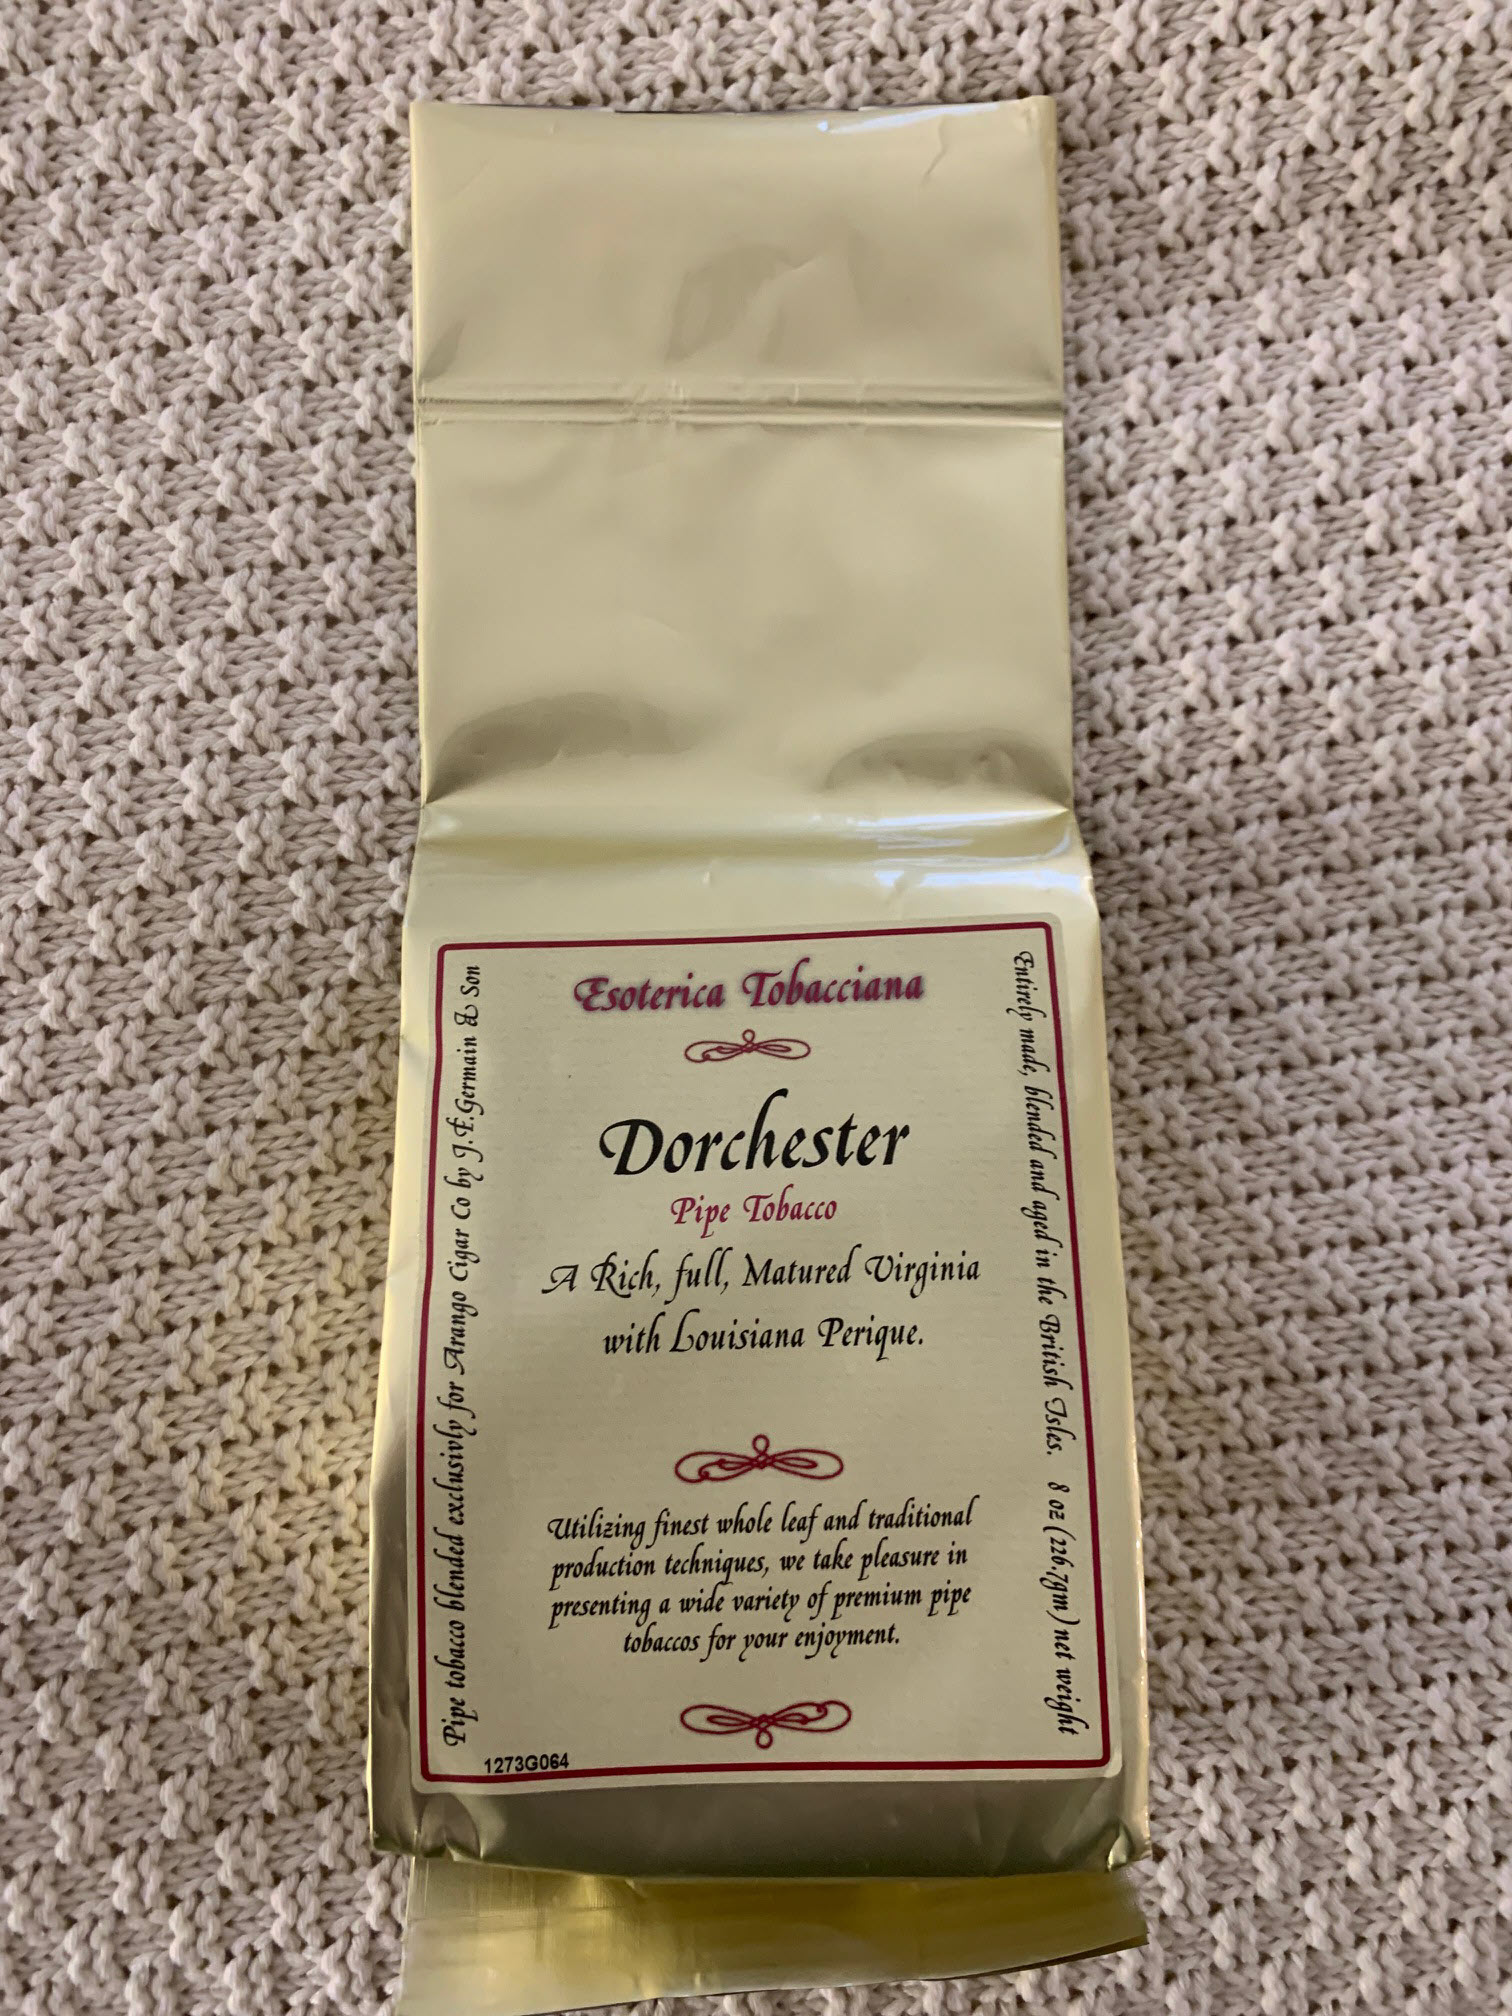 Esoterica Tobacciana
Dorchester
Pipe Tobacco
A Rich, full, Matured Virginia
with Louisiana Perique.
Utilizing finest whole leaf and traditional
production techniques, we take pleasure in
presenting a wide variety of premium pipe
tobaccos for your enjoyment.
Pipe tobacco blended exclusivly for Arango Cigar Co by J.F.Germain & Son
Entirely made, blended and aged in the British Isles. 8 oz (226.7gm) net weight
1273G064